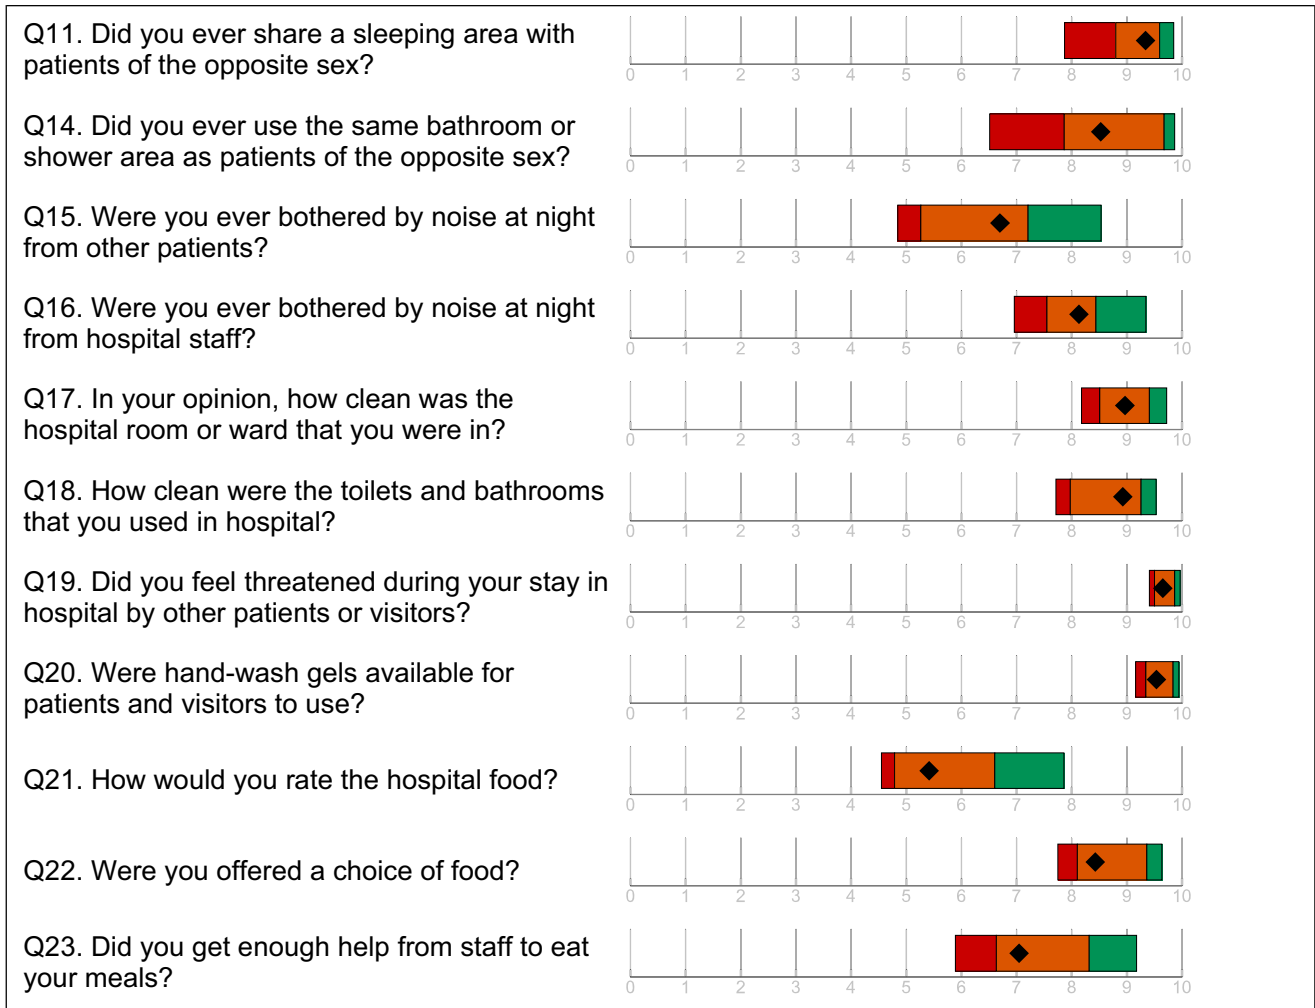 Q11. Did you ever share a sleeping area with
patients of the opposite sex?
0 1 2 3 4 5 6 7 8 9 10
Q14. Did you ever use the same bathroom or
shower area as patients of the opposite sex?
0 1 2 3 4 5 6 7 8 9 10
Q15. Were you ever bothered by noise at night
from other patients?
0 1 2 3 4 5 6 7 8 9 10
Q16. Were you ever bothered by noise at night
from hospital staff?
0 1 2 3 4 5 6 7 8 9 10
Q17. In your opinion, how clean was the
hospital room or ward that you were in?
0 1 2 3 4 5 6 7 8 9 10
Q18. How clean were the toilets and bathrooms
that you used in hospital?
0 1 2 3 4 5 6 7 8 9 10
Q19. Did you feel threatened during your stay in
hospital by other patients or visitors?
0 1 2 3 4 5 6 7 8 9 10
Q20. Were hand-wash gels available for
patients and visitors to use?
0 1 2 3 4 5 6 7 8 9 10
Q21. How would you rate the hospital food?
0 1 2 3 4 5 6 7 8 9 10
Q22. Were you offered a choice of food?
0 1 2 3 4 5 6 7 8 9 10
Q23. Did you get enough help from staff to eat
your meals?
0 1 2 3 4 5 6 7 8 9 10